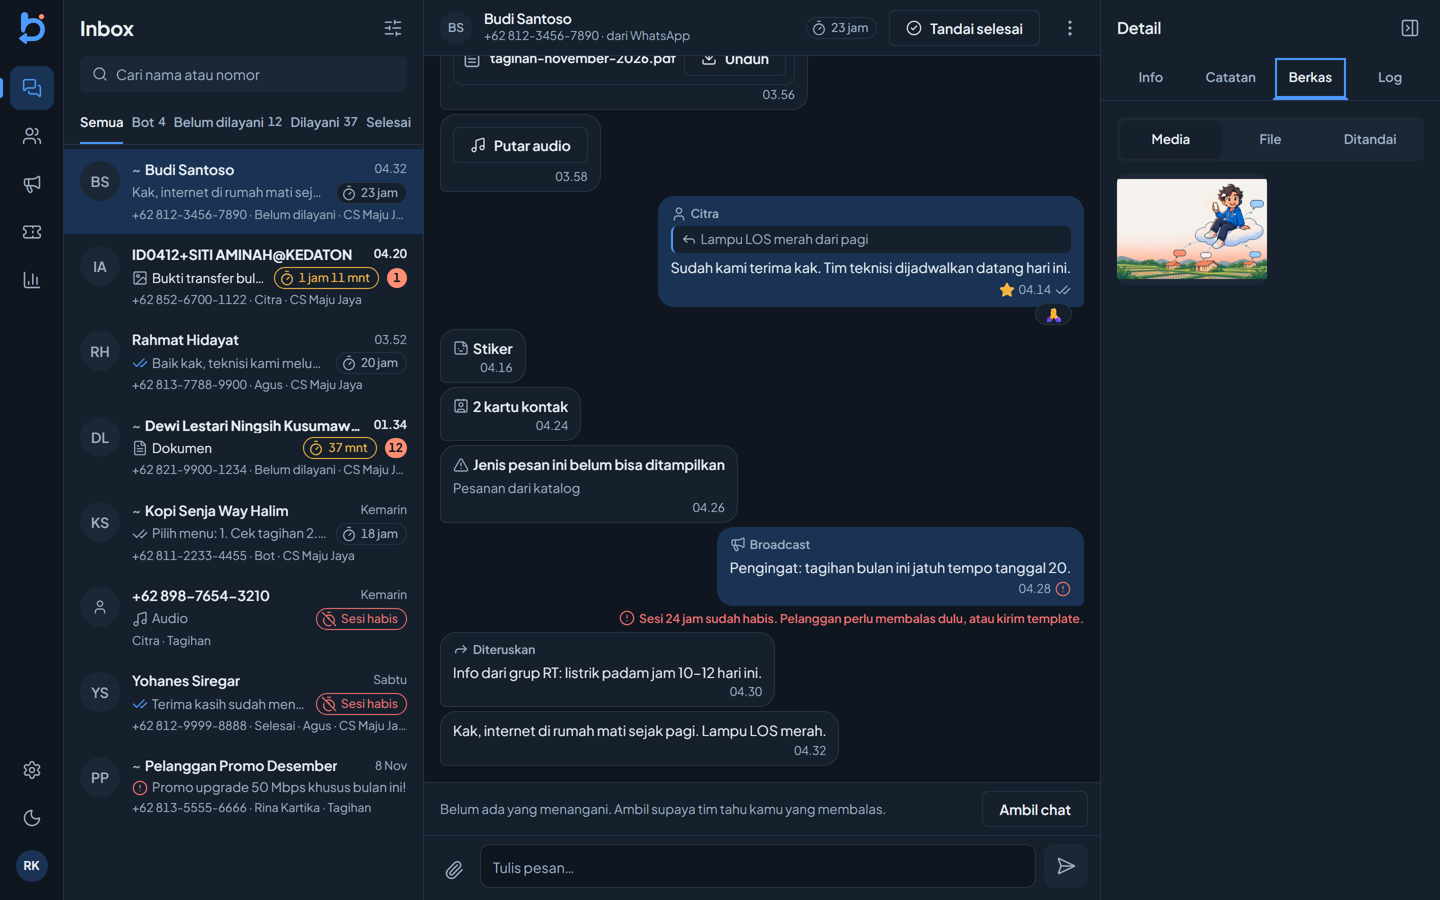 Inbox
Cari nama atau nomor
Semua
Bot 4
Belum dilayani 12
Dilayani 37
Selesai
BS
~ Budi Santoso
04.32
Kak, internet di rumah mati sej...
23 jam
+62 812-3456-7890 · Belum dilayani · CS Maju J...
IA
ID0412+SITI AMINAH@KEDATON
04.20
Bukti transfer bul...
1 jam 11 mnt
1
+62 852-6700-1122 · Citra · CS Maju Jaya
RH
Rahmat Hidayat
03.52
Baik kak, teknisi kami melu...
20 jam
+62 813-7788-9900 · Agus · CS Maju Jaya
DL
~ Dewi Lestari Ningsih Kusumaw...
01.34
Dokumen
37 mnt
12
+62 821-9900-1234 · Belum dilayani · CS Maju J...
KS
~ Kopi Senja Way Halim
Kemarin
Pilih menu: 1. Cek tagihan 2....
18 jam
+62 811-2233-4455 · Bot · CS Maju Jaya
+62 898-7654-3210
Kemarin
Audio
Sesi habis
Citra · Tagihan
YS
Yohanes Siregar
Sabtu
Terima kasih sudah men...
Sesi habis
+62 812-9999-8888 · Selesai · Agus · CS Maju Ja...
PP
~ Pelanggan Promo Desember
8 Nov
Promo upgrade 50 Mbps khusus bulan ini!
+62 813-5555-6666 · Rina Kartika · Tagihan
RK
BS
Budi Santoso
+62 812-3456-7890 · dari WhatsApp
23 jam
Tandai selesai
tagihan-november-2026.pdf
Unduh
03.56
Putar audio
03.58
Citra
Lampu LOS merah dari pagi
Sudah kami terima kak. Tim teknisi dijadwalkan datang hari ini.
04.14
Stiker
04.16
2 kartu kontak
04.24
Jenis pesan ini belum bisa ditampilkan
Pesanan dari katalog
04.26
Broadcast
Pengingat: tagihan bulan ini jatuh tempo tanggal 20.
04.28
Sesi 24 jam sudah habis. Pelanggan perlu membalas dulu, atau kirim template.
Diteruskan
Info dari grup RT: listrik padam jam 10–12 hari ini.
04.30
Kak, internet di rumah mati sejak pagi. Lampu LOS merah.
04.32
Belum ada yang menangani. Ambil supaya tim tahu kamu yang membalas.
Ambil chat
Tulis pesan...
Detail
Info
Catatan
Berkas
Log
Media
File
Ditandai